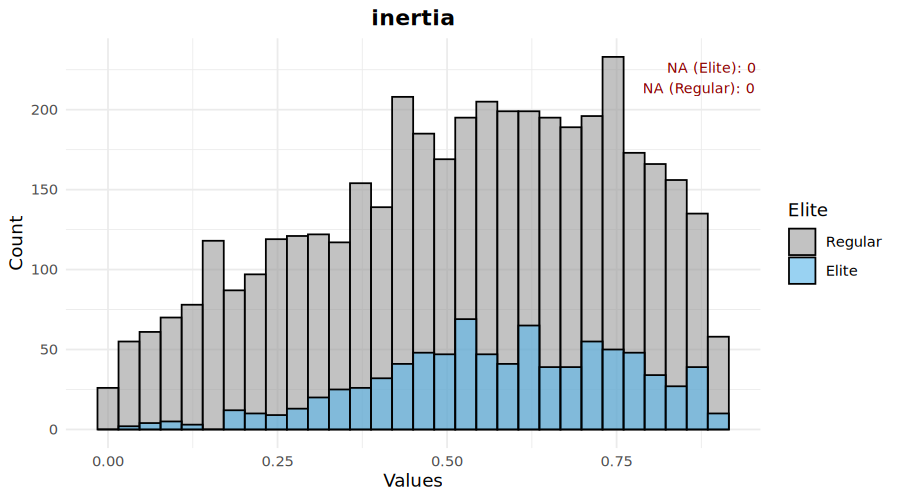 inertia
NA (Elite): 0
NA (Regular): 0
200
150
100
50
0
Count
0.00
0.25
0.50
0.75
Values
Elite
Regular
Elite